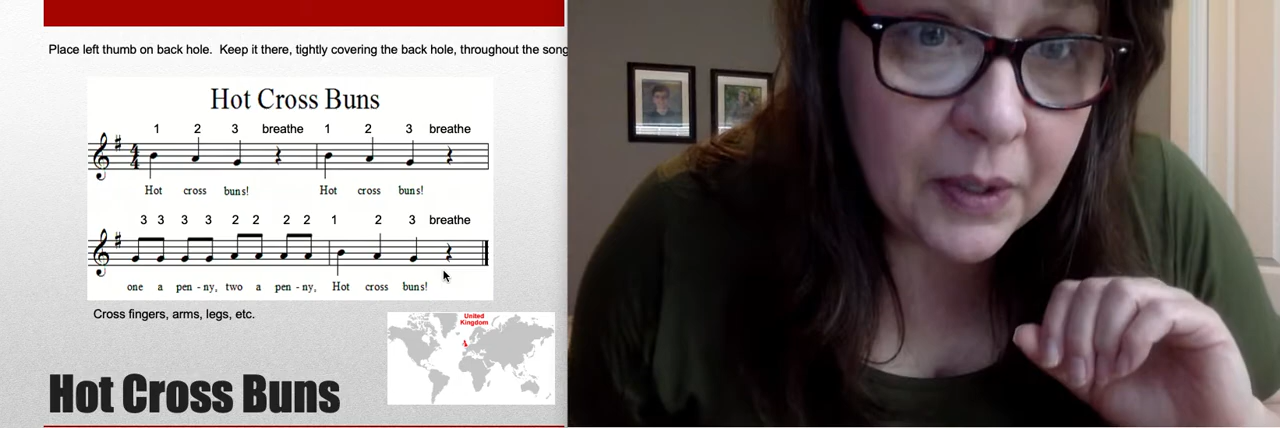 Place left thumb on back hole.  Keep it there, tightly covering the back hole, throughout the song
Hot Cross Buns
1 2 3 breathe 1 2 3 breathe
4
4
Hot cross buns! Hot cross buns!
3 3 3 3 2 2 2 2 1 2 3 breathe
one a pen - ny, two a pen - ny, Hot cross buns!
Cross fingers, arms, legs, etc.
United
Kingdom
Hot Cross Buns